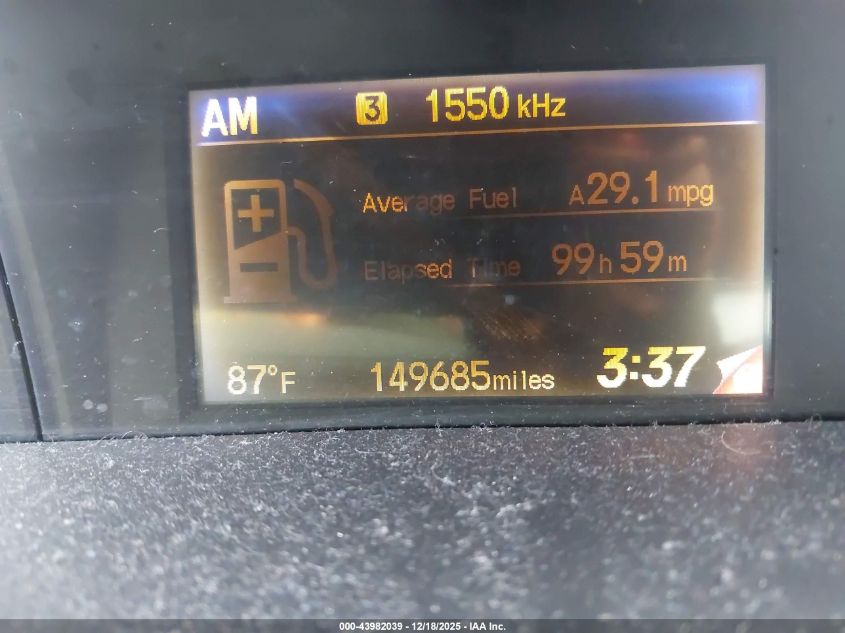 AM 3 1550 kHz
Average Fuel A29.1 mpg
Elapsed Time 99h 59m
87°F 149685miles 3:37
000-43982039 - 12/18/2025 - IAA Inc.